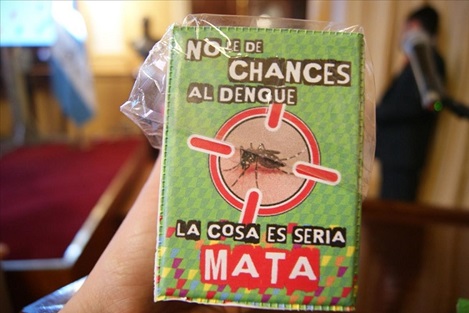 NO LE DE
CHANCES
AL DENGUE
LA COSA ES SERIA
MATA